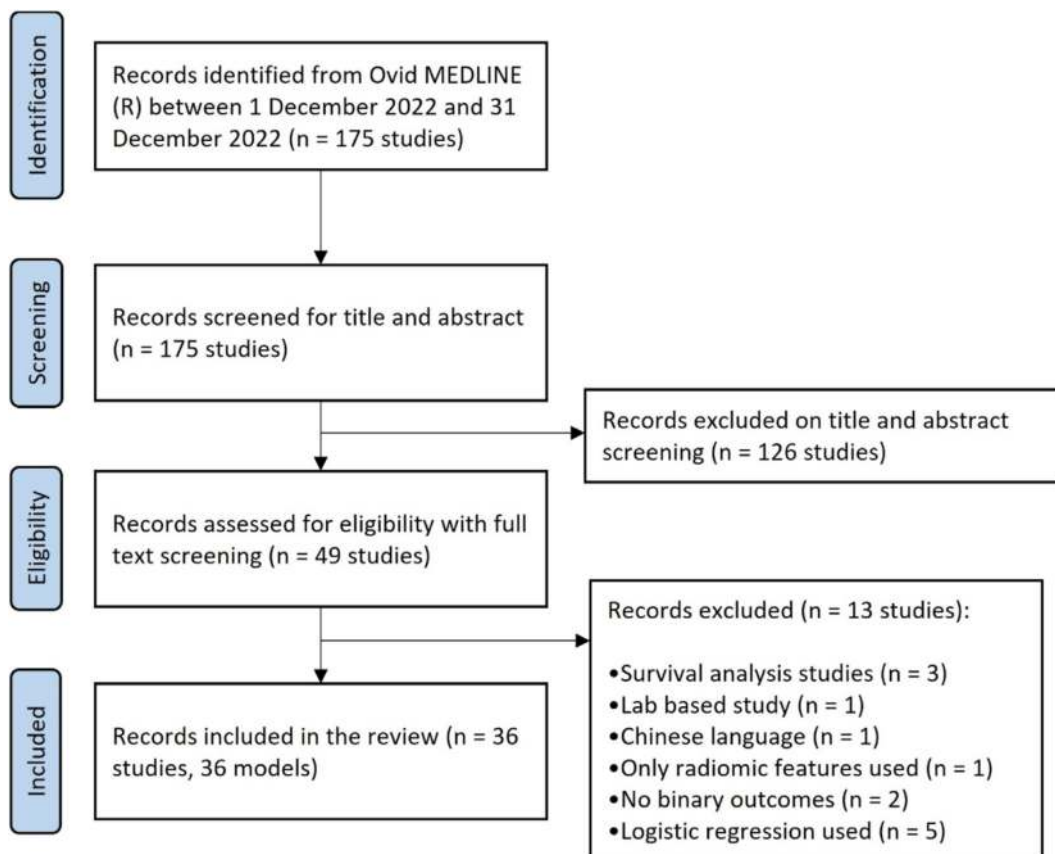 Identification
Records identified from Ovid MEDLINE
(R) between 1 December 2022 and 31
December 2022 (n = 175 studies)
Screening
Records screened for title and abstract
(n = 175 studies)
Records excluded on title and abstract
screening (n = 126 studies)
Eligibility
Records assessed for eligibility with full
text screening (n = 49 studies)
Records excluded (n = 13 studies):
•Survival analysis studies (n = 3)
•Lab based study (n = 1)
•Chinese language (n = 1)
•Only radiomic features used (n = 1)
•No binary outcomes (n = 2)
•Logistic regression used (n = 5)
Included
Records included in the review (n = 36
studies, 36 models)